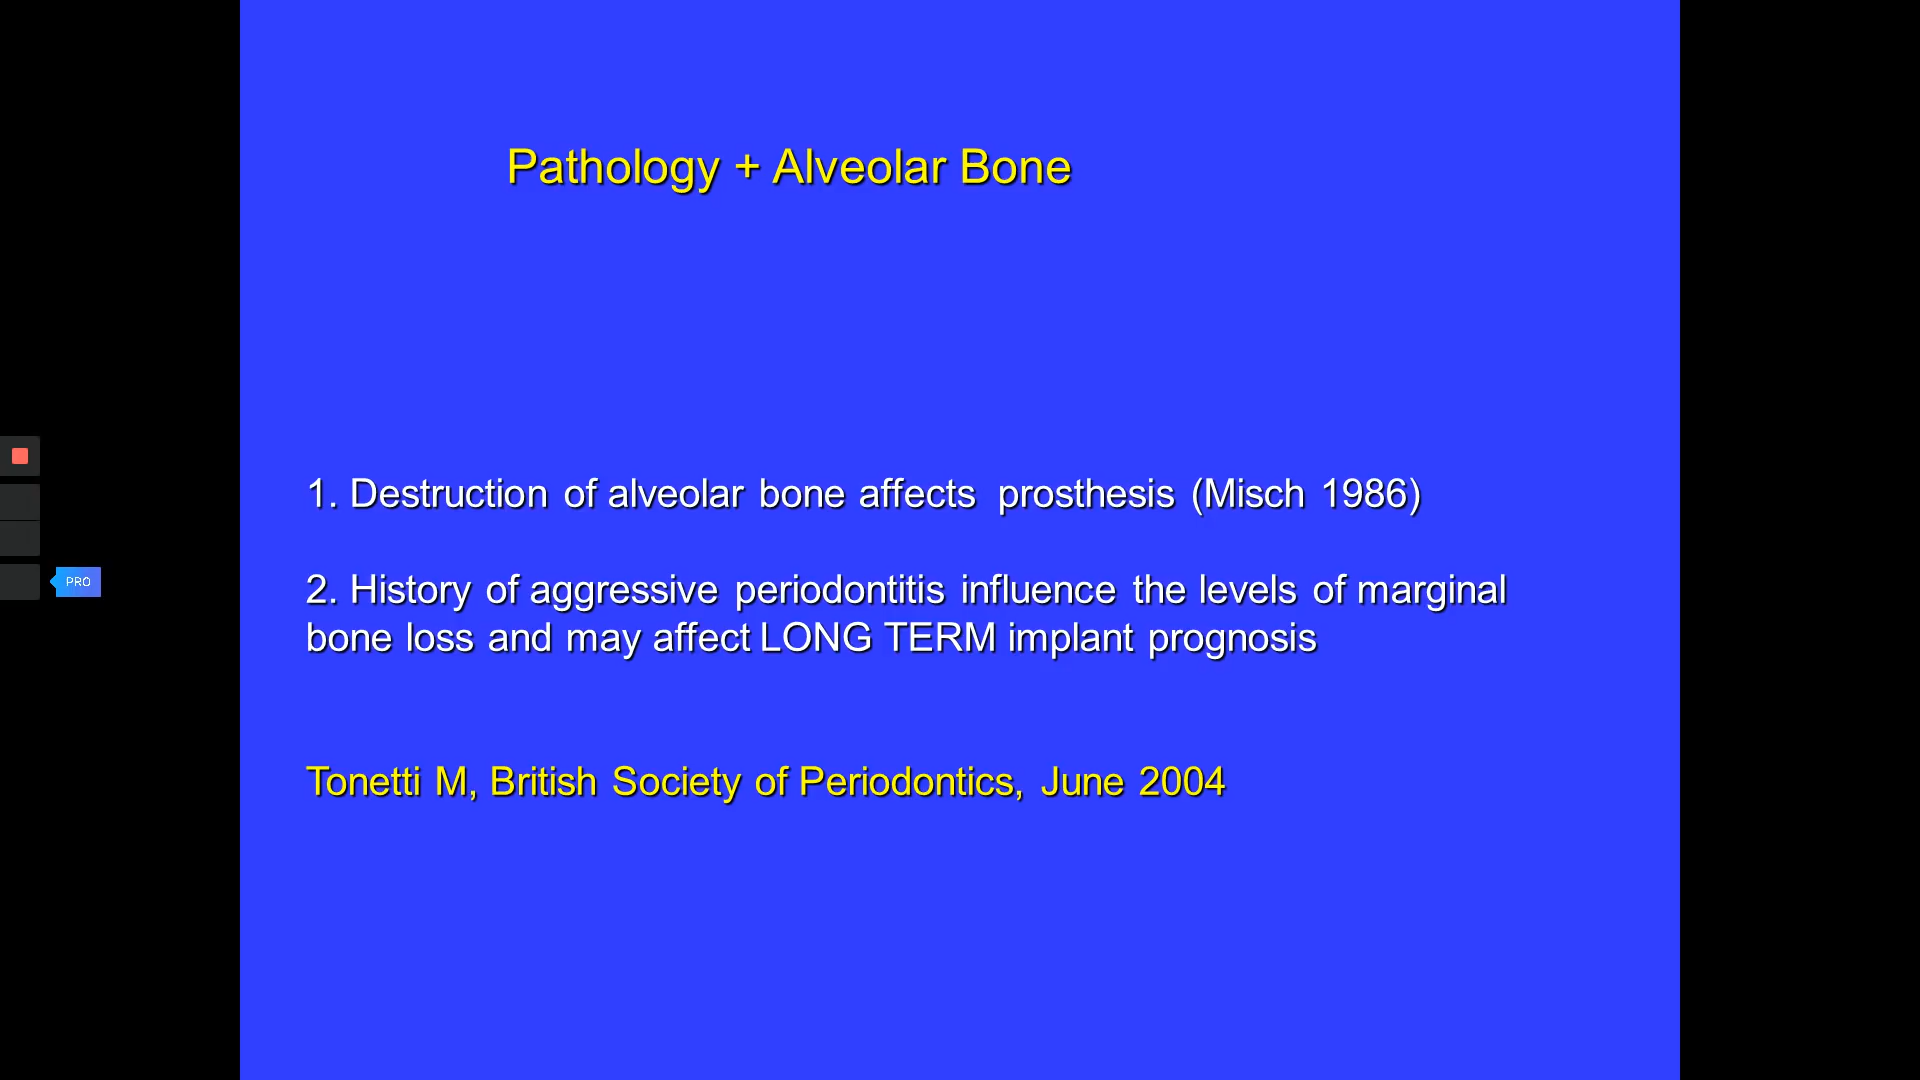 Pathology + Alveolar Bone
1. Destruction of alveolar bone affects prosthesis (Misch 1986)
2. History of aggressive periodontitis influence the levels of marginal
bone loss and may affect LONG TERM implant prognosis
PRO
Tonetti M, British Society of Periodontics, June 2004